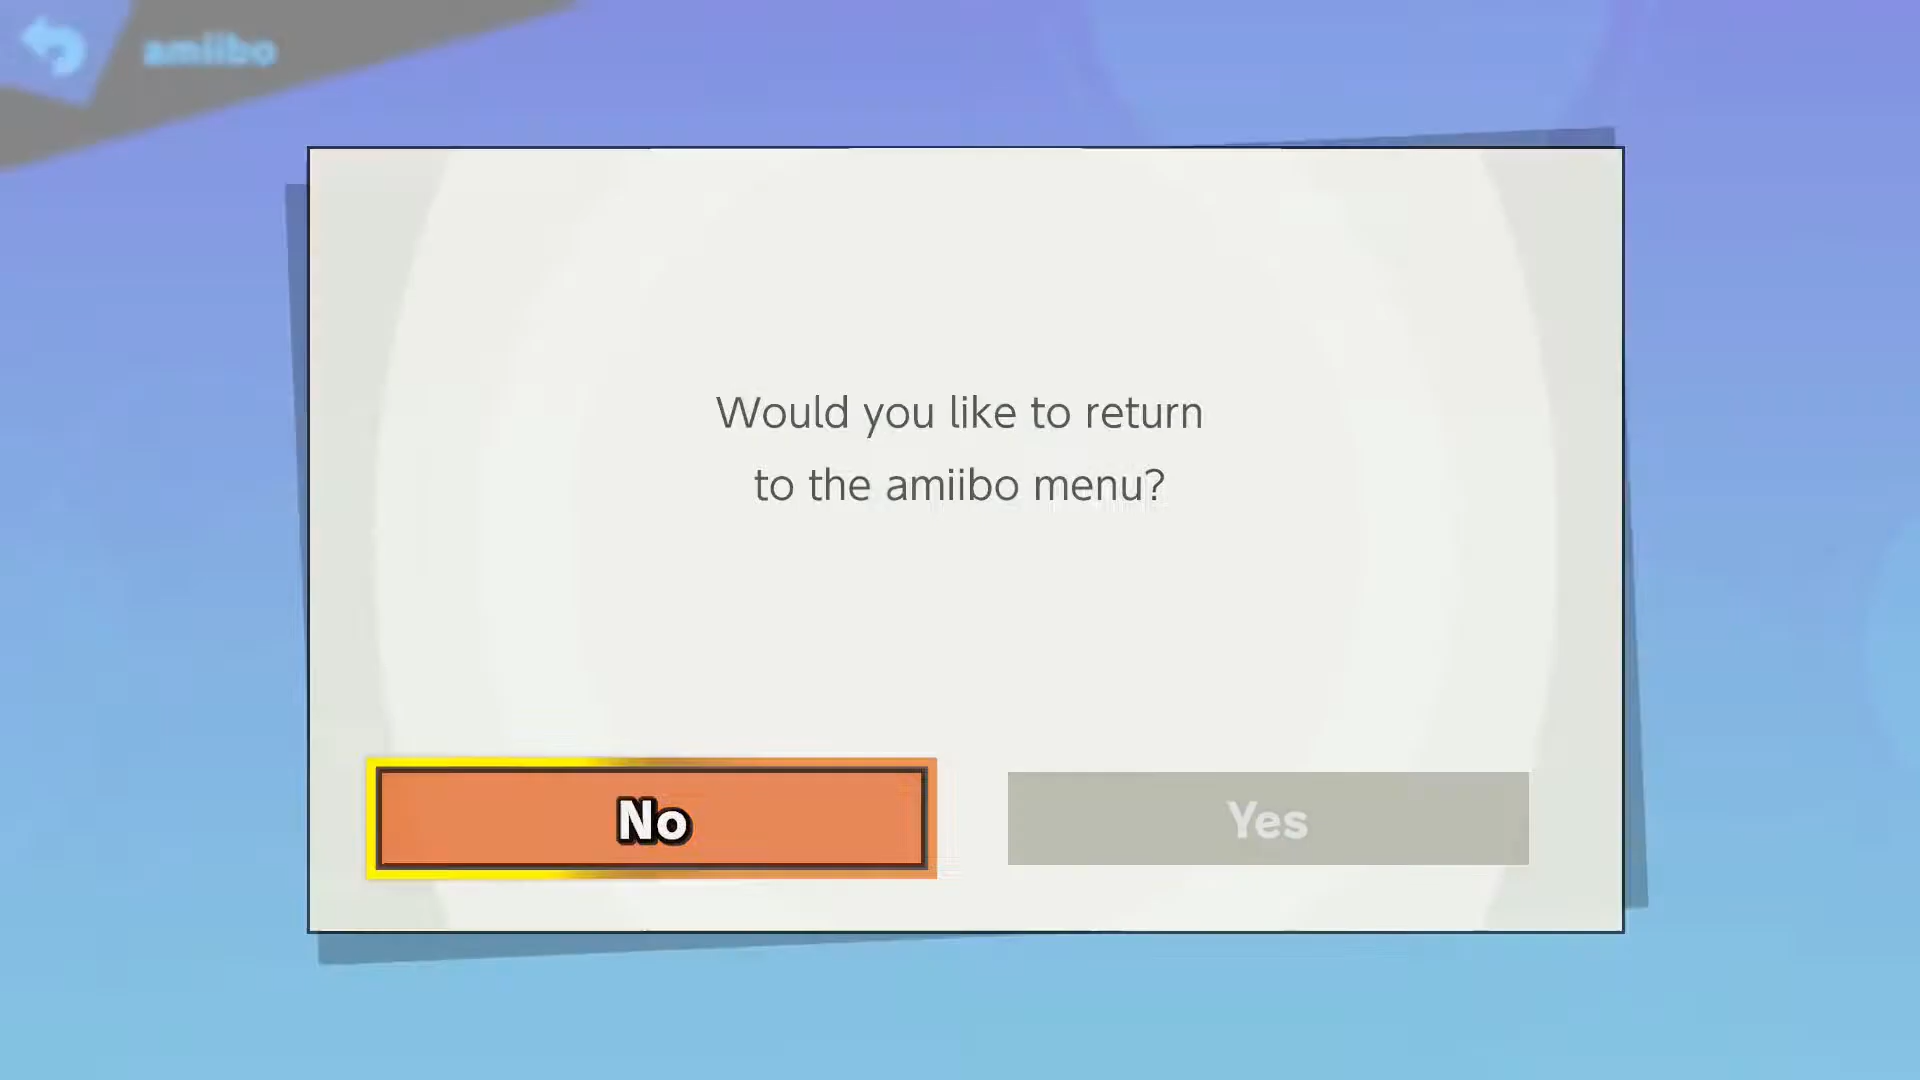 amiibo
Would you like to return
to the amiibo menu?
No
Yes